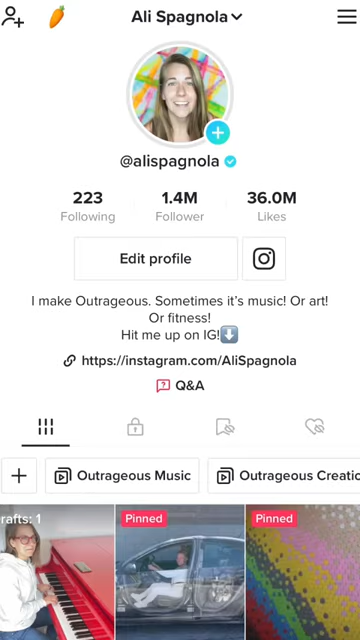 Ali Spagnola
@alispagnola
223
1.4M
36.0M
Following
Follower
Likes
Edit profile
I make Outrageous. Sometimes it’s music! Or art!
Or fitness!
Hit me up on IG!⬇️
https://instagram.com/AliSpagnola
Q&A
Outrageous Music
Outrageous Creatio
rafts: 1
Pinned
Pinned